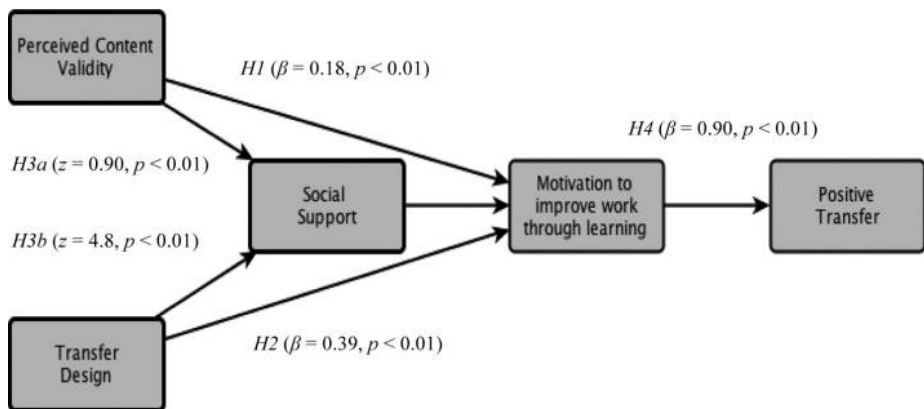 Perceived Content
Validity
H1 (β = 0.18, p < 0.01)
H4 (β = 0.90, p < 0.01)
H3a (z = 0.90, p < 0.01)
Social
Support
Motivation to
improve work
through learning
Positive
Transfer
H3b (z = 4.8, p < 0.01)
H2 (β = 0.39, p < 0.01)
Transfer
Design